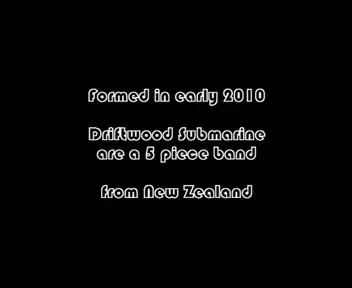 Formed in early 2010
Driftwood Submarine
are a 5 piece band
from New Zealand